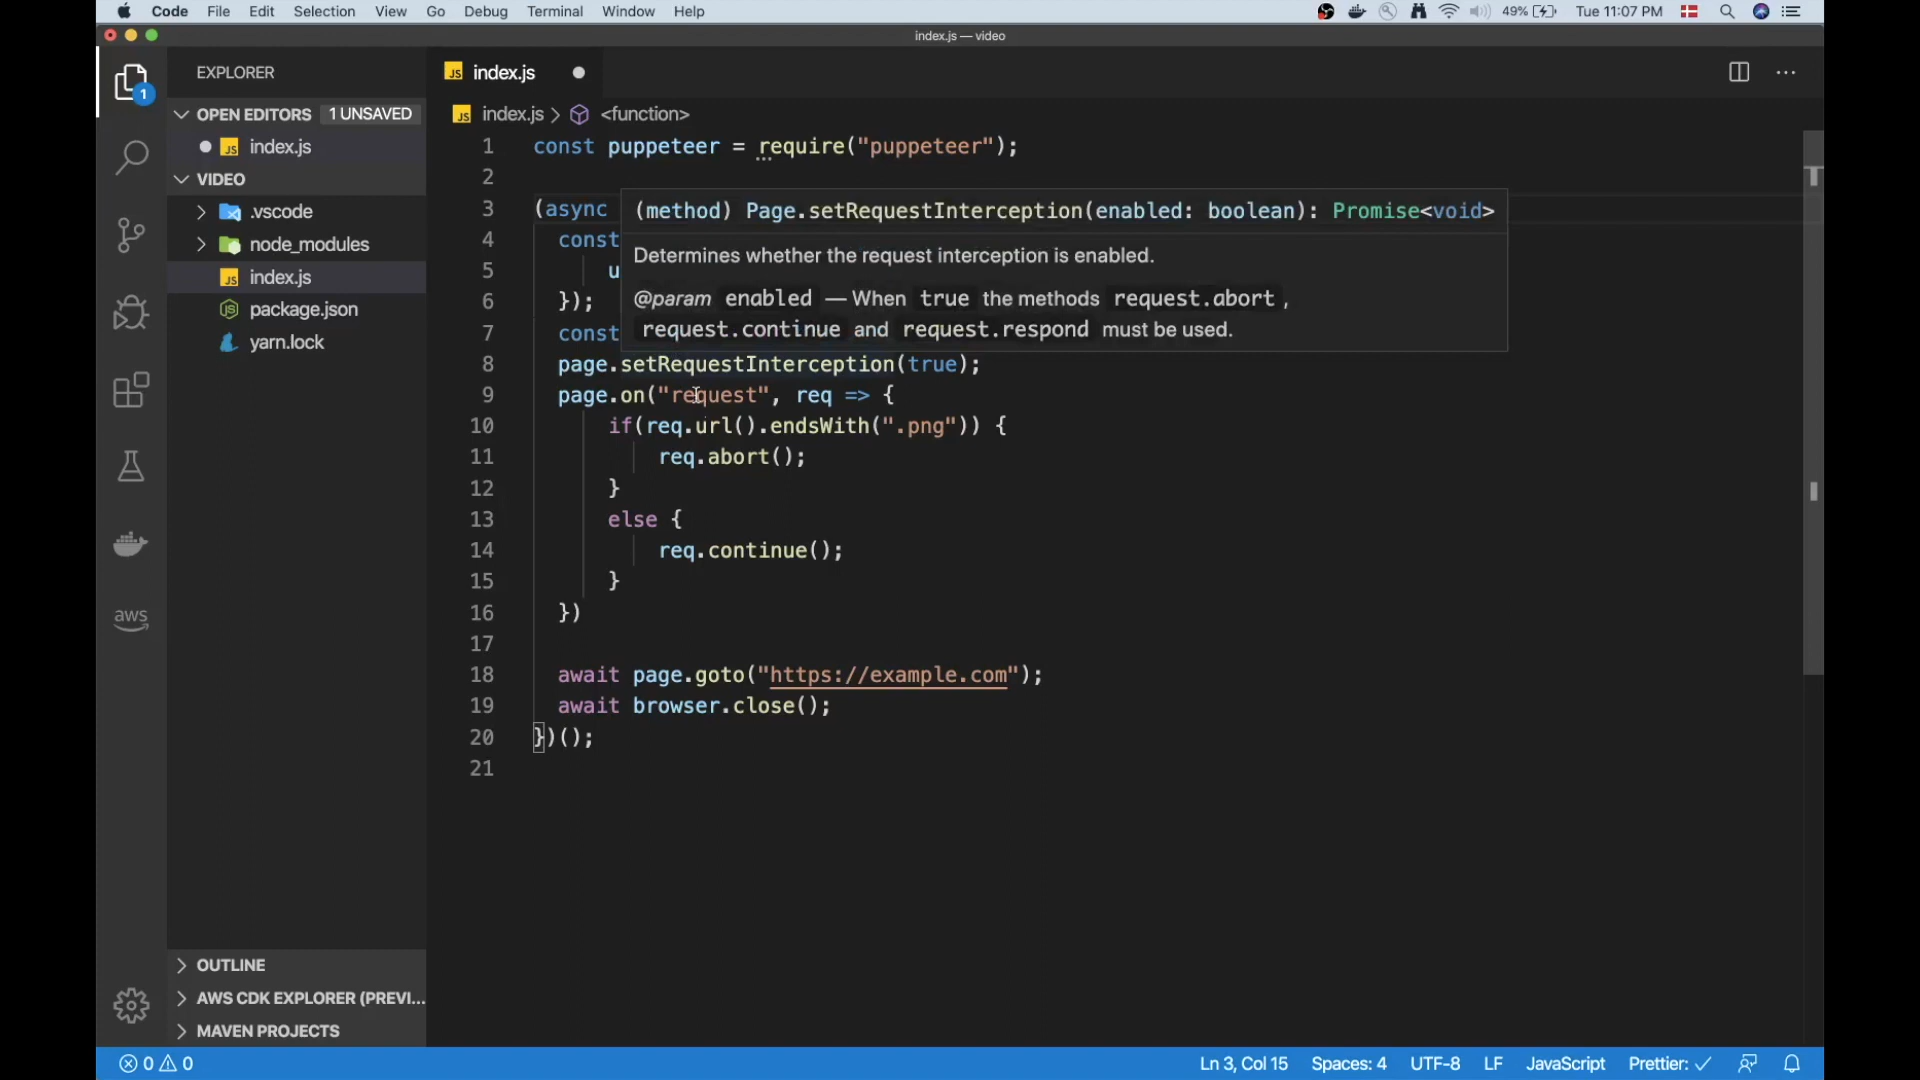 Code File Edit Selection View Go Debug Terminal Window Help 49% Tue 11:07 PM
index.js — video
EXPLORER
OPEN EDITORS 1 UNSAVED
JS index.js
VIDEO
.vscode
node_modules
JS index.js
package.json
yarn.lock
OUTLINE
AWS CDK EXPLORER (PREVI...
MAVEN PROJECTS
1
aws
JS index.js
JS index.js > <function>
1 const puppeteer = require("puppeteer");
2
3 (async
4 const
5 u
6 });
7 const
8 page.setRequestInterception(true);
9 page.on("request", req => {
10 if(req.url().endsWith(".png")) {
11 req.abort();
12 }
13 else {
14 req.continue();
15 }
16 })
17
18 await page.goto("https://example.com");
19 await browser.close();
20 })();
21
(method) Page.setRequestInterception(enabled: boolean): Promise<void>
Determines whether the request interception is enabled.
@param enabled — When true the methods request.abort ,
request.continue and request.respond must be used.
0 0 Ln 3, Col 15 Spaces: 4 UTF-8 LF JavaScript Prettier: ✓